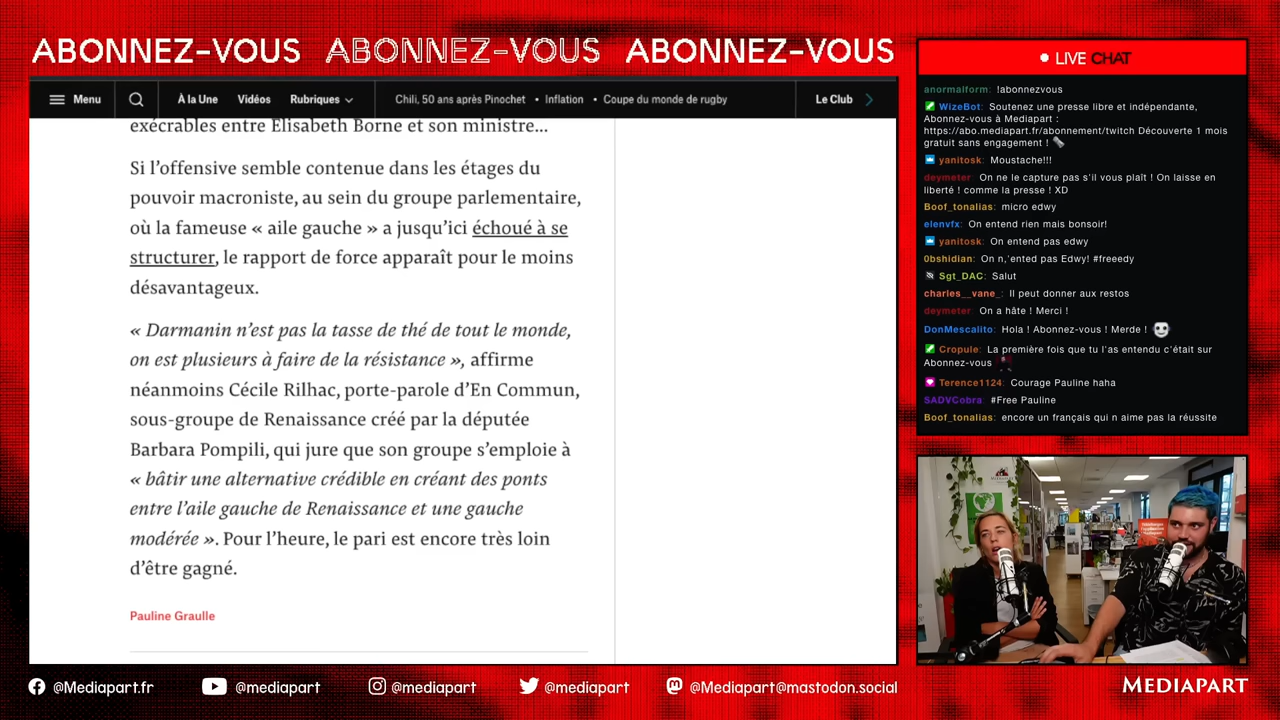 ABONNEZ-VOUS ABONNEZ-VOUS ABONNEZ-VOUS
Menu
À la Une
Vidéos
Rubriques
Chili, 50 ans après Pinochet • Inflation • Coupe du monde de rugby
Le Club
exécrables entre Elisabeth Borne et son ministre…
Si l’offensive semble contenue dans les étages du
pouvoir macroniste, au sein du groupe parlementaire,
où la fameuse « aile gauche » a jusqu’ici échoué à se
structurer, le rapport de force apparaît pour le moins
désavantageux.
« Darmanin n’est pas la tasse de thé de tout le monde,
on est plusieurs à faire de la résistance », affirme
néanmoins Cécile Rilhac, porte-parole d’En Commun,
sous-groupe de Renaissance créé par la députée
Barbara Pompili, qui jure que son groupe s’emploie à
« bâtir une alternative crédible en créant des ponts
entre l’aile gauche de Renaissance et une gauche
modérée ». Pour l’heure, le pari est encore très loin
d’être gagné.
Pauline Graulle
LIVE CHAT
anormalform: !abonnezvous
WizeBot: Soutenez une presse libre et indépendante,
Abonnez-vous à Mediapart :
https://abo.mediapart.fr/abonnement/twitch Découverte 1 mois
gratuit sans engagement !
yanitosk: Moustache!!!
deymeter: On ne le capture pas s'il vous plaît ! On laisse en
liberté ! comme la presse ! XD
Boof_tonalias: micro edwy
elenvfx: On entend rien mais bonsoir!
yanitosk: On entend pas edwy
0bshidian: On n,'ented pas Edwy! #freeedy
Sgt_DAC: Salut
charles__vane_: Il peut donner aux restos
deymeter: On a hâte ! Merci !
DonMescalito: Hola ! Abonnez-vous ! Merde !
Cropule: La première fois que tu l'as entendu c'était sur
Abonnez-vous
Terence1124: Courage Pauline haha
SADVCobra: #Free Pauline
Boof_tonalias: encore un français qui n aime pas la réussite
@Mediapart.fr
@mediapart
@mediapart
@mediapart
@Mediapart@mastodon.social
MEDIAPART